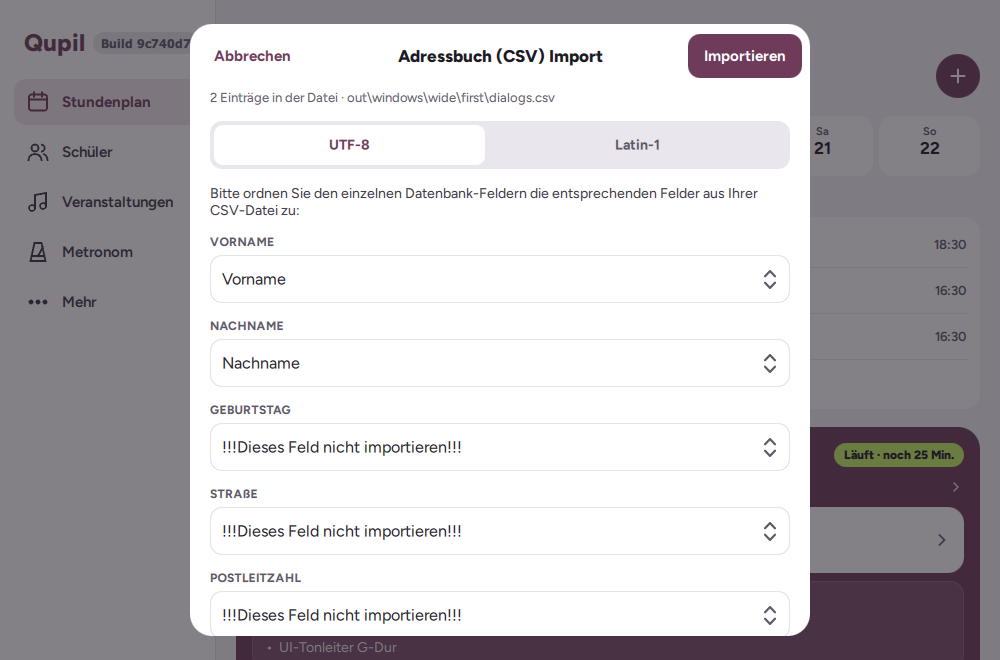 Qupil
Build 9c740d7
Stundenplan
Schüler
Veranstaltungen
Metronom
Mehr
Abbrechen
Adressbuch (CSV) Import
Importieren
2 Einträge in der Datei · out\windows\wide\first\dialogs.csv
UTF-8
Latin-1
Bitte ordnen Sie den einzelnen Datenbank-Feldern die entsprechenden Felder aus Ihrer
CSV-Datei zu:
VORNAME
Vorname
NACHNAME
Nachname
GEBURTSTAG
!!!Dieses Feld nicht importieren!!!
STRAßE
!!!Dieses Feld nicht importieren!!!
POSTLEITZAHL
!!!Dieses Feld nicht importieren!!!
Sa
21
So
22
18:30
16:30
16:30
Läuft · noch 25 Min.
• UI-Tonleiter G-Dur